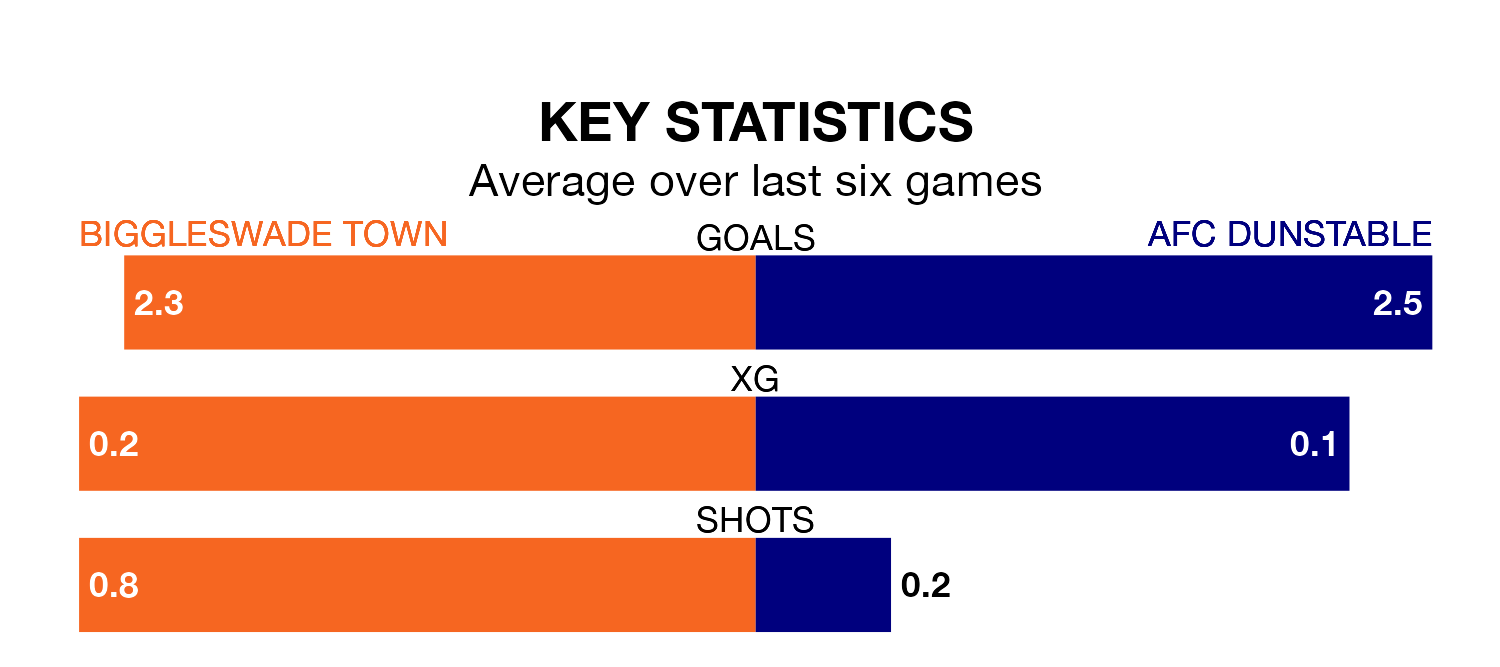 KEY STATISTICS
Average over last six games
BIGGLESWADE TOWN GOALS AFC DUNSTABLE
2.3 2.5
XG
0.2 0.1
SHOTS
0.8 0.2